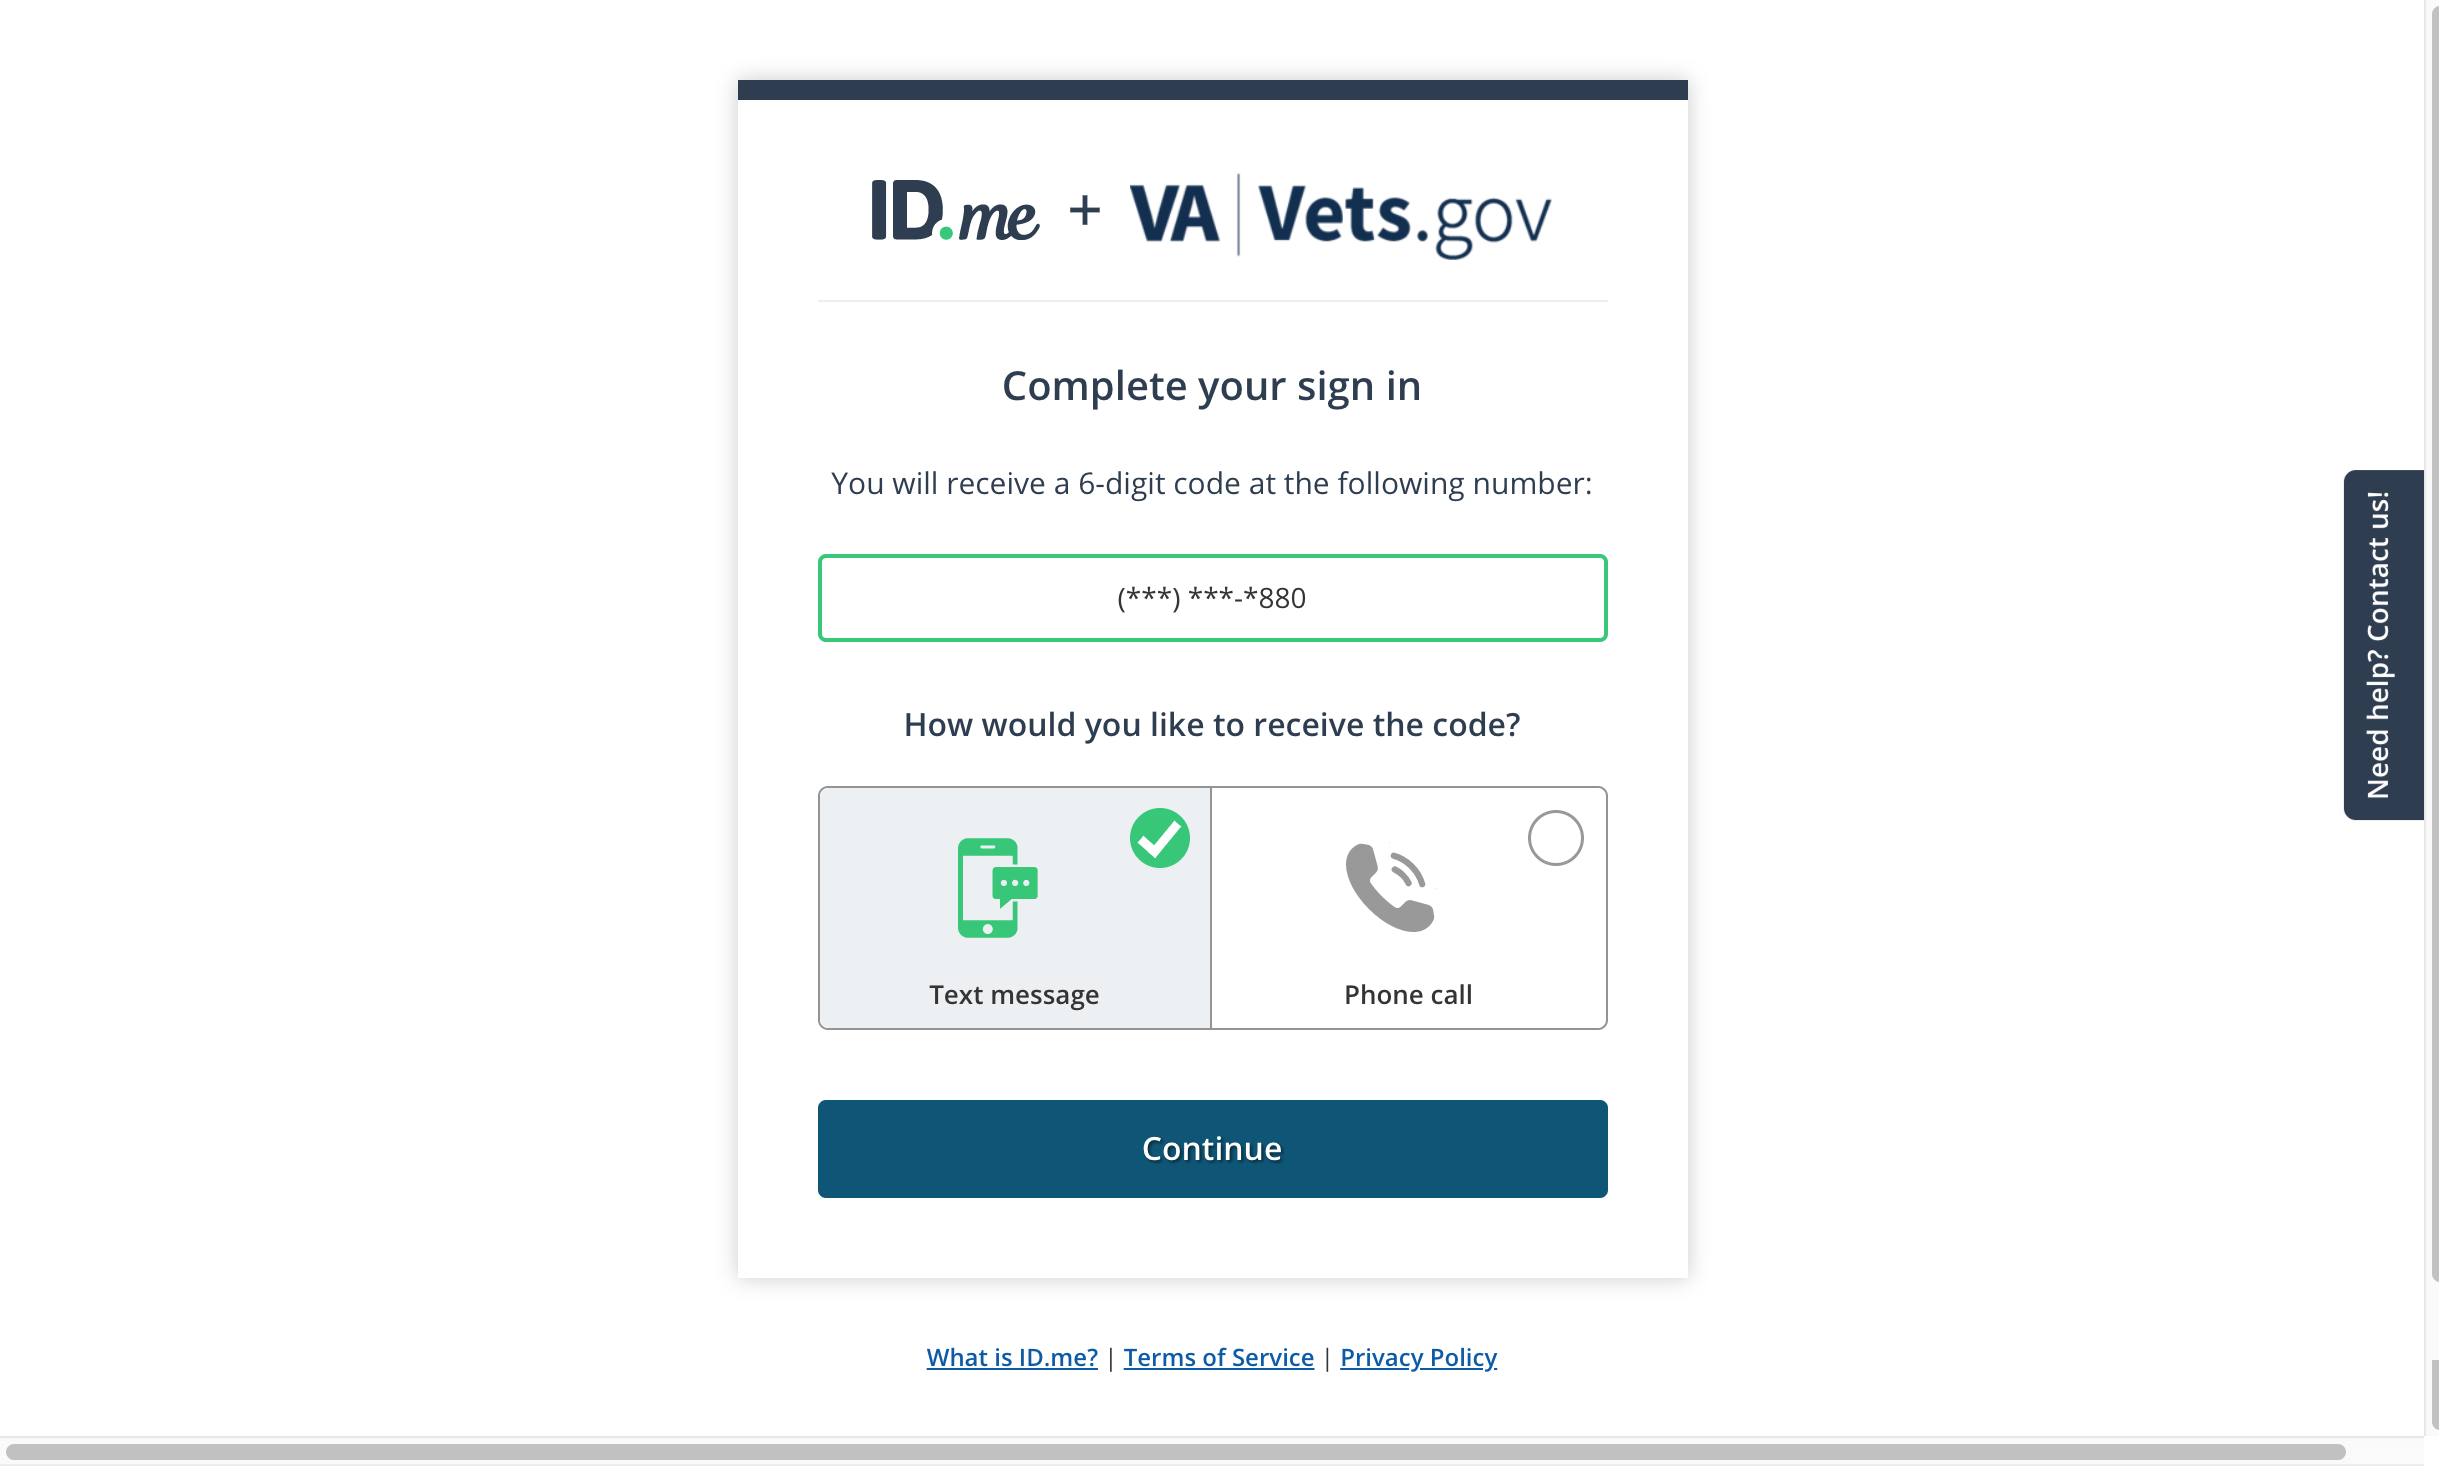 ID.me + VA | Vets.gov
Complete your sign in
You will receive a 6-digit code at the following number:
(***) ***-*880
How would you like to receive the code?
Text message
Phone call
Continue
What is ID.me? | Terms of Service | Privacy Policy
Need help? Contact us!